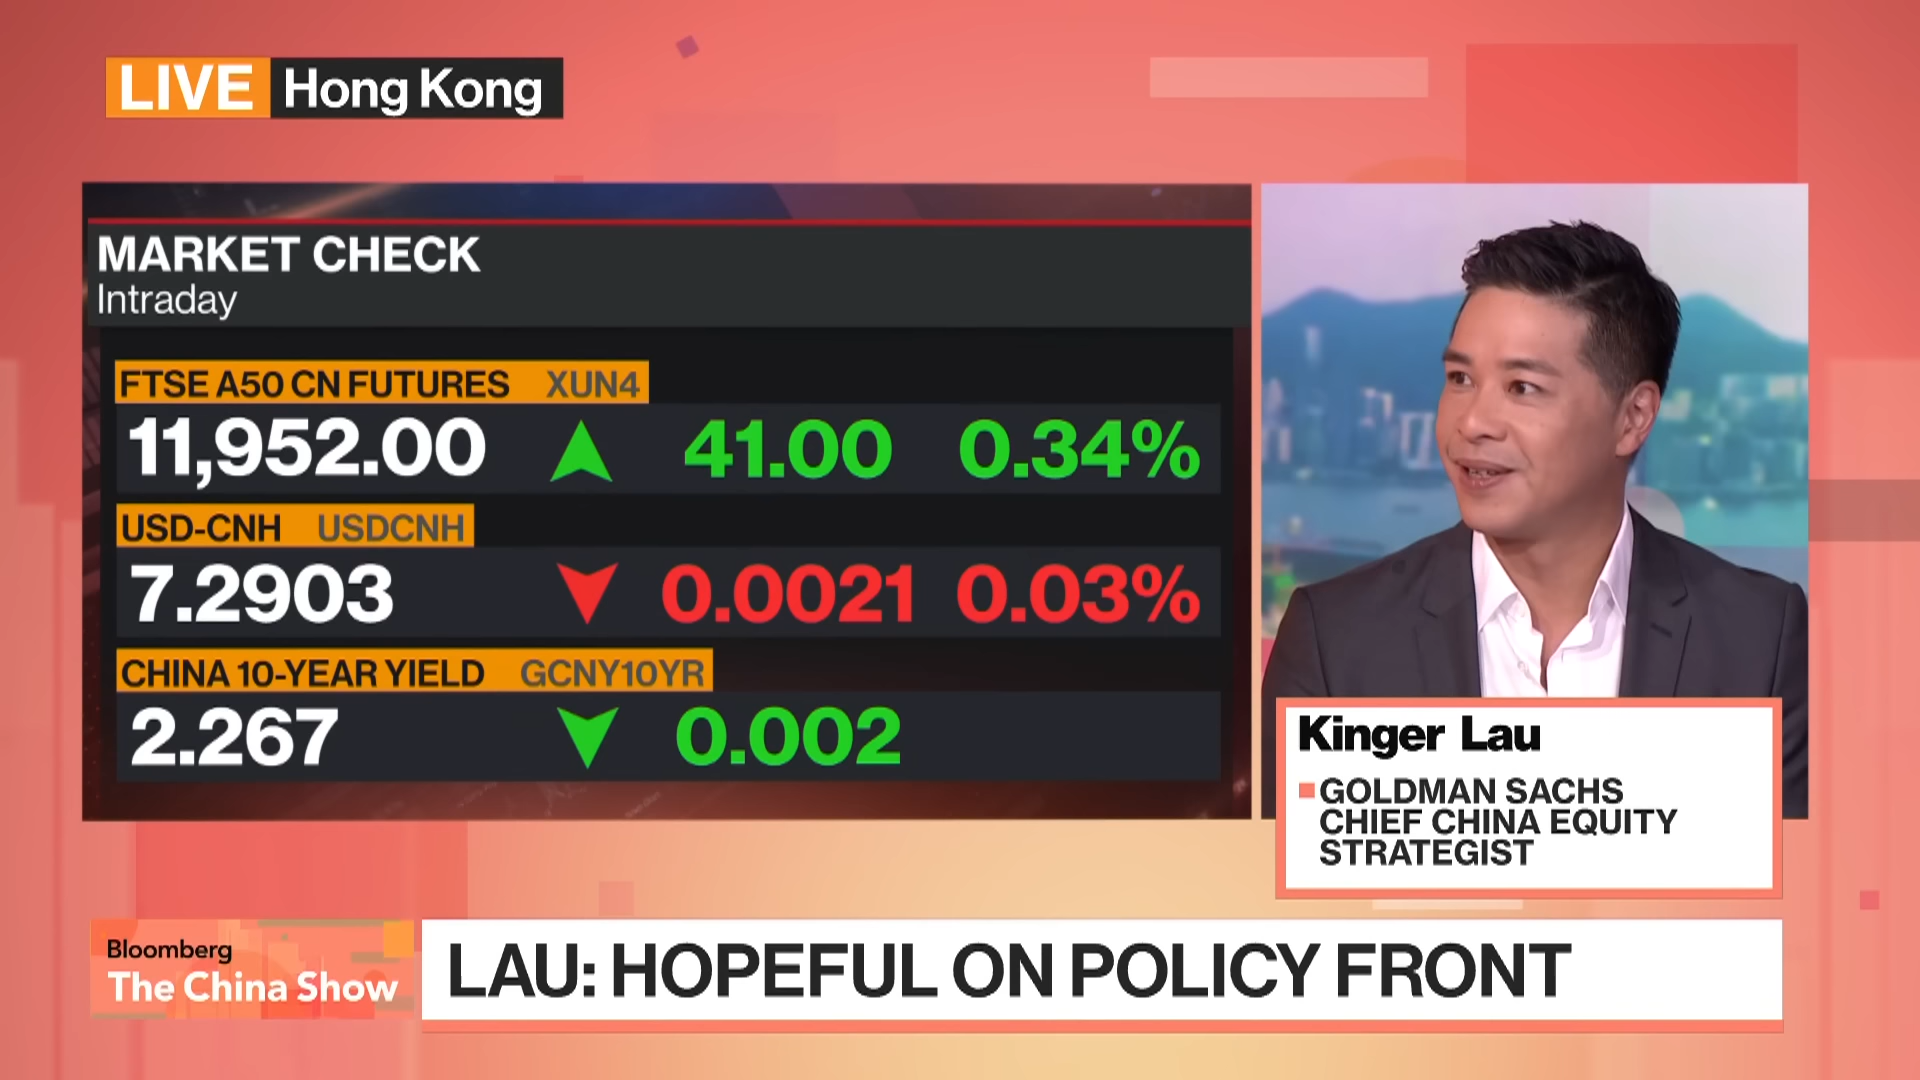 LIVE Hong Kong
MARKET CHECK
Intraday
FTSE A50 CN FUTURES XUN4
11,952.00 41.00 0.34%
USD-CNH USDCNH
7.2903 0.0021 0.03%
CHINA 10-YEAR YIELD GCNY10YR
2.267 0.002
Kinger Lau
GOLDMAN SACHS
CHIEF CHINA EQUITY
STRATEGIST
Bloomberg
The China Show
LAU: HOPEFUL ON POLICY FRONT